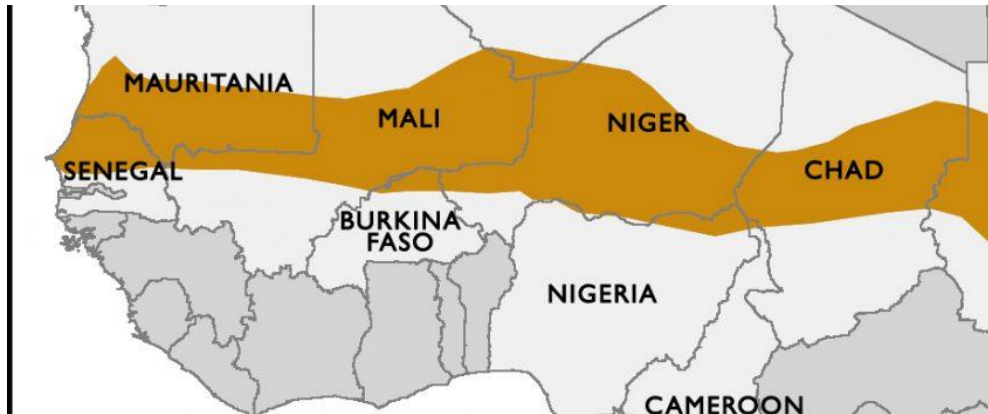 MAURITANIA
MALI
NIGER
CHAD
SENEGAL
BURKINA
FASO
NIGERIA
CAMEROON